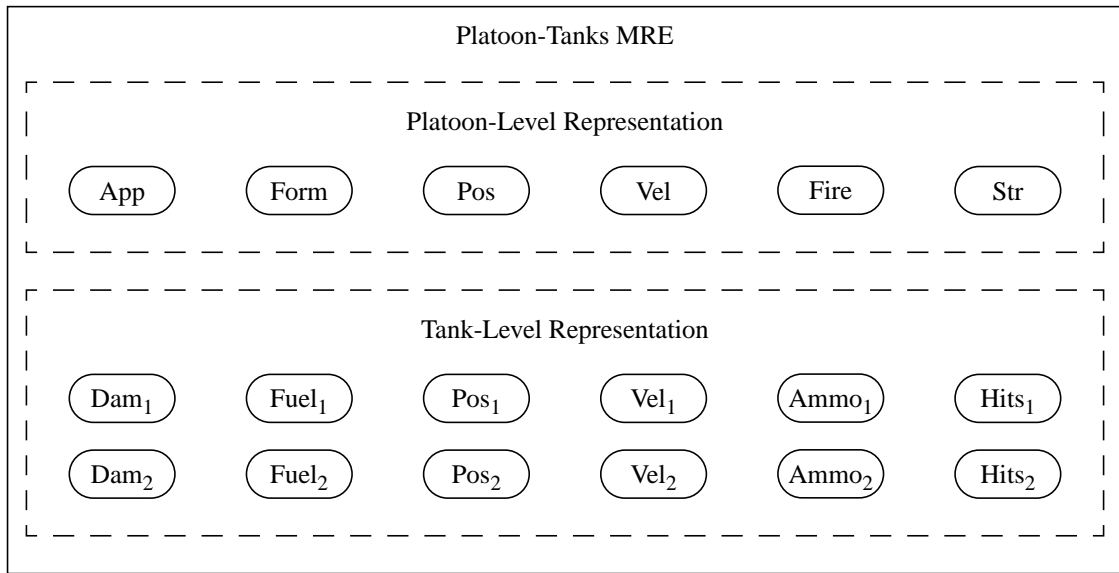 Platoon-Tanks MRE
Platoon-Level Representation
App Form Pos Vel Fire Str
Tank-Level Representation
Dam₁ Fuel₁ Pos₁ Vel₁ Ammo₁ Hits₁
Dam₂ Fuel₂ Pos₂ Vel₂ Ammo₂ Hits₂